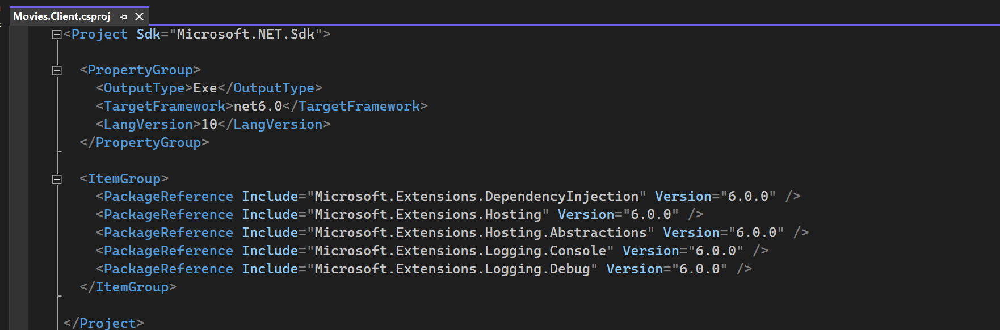 Movies.Client.csproj
<Project Sdk="Microsoft.NET.Sdk">
<PropertyGroup>
<OutputType>Exe</OutputType>
<TargetFramework>net6.0</TargetFramework>
<LangVersion>10</LangVersion>
</PropertyGroup>
<ItemGroup>
<PackageReference Include="Microsoft.Extensions.DependencyInjection" Version="6.0.0" />
<PackageReference Include="Microsoft.Extensions.Hosting" Version="6.0.0" />
<PackageReference Include="Microsoft.Extensions.Hosting.Abstractions" Version="6.0.0" />
<PackageReference Include="Microsoft.Extensions.Logging.Console" Version="6.0.0" />
<PackageReference Include="Microsoft.Extensions.Logging.Debug" Version="6.0.0" />
</ItemGroup>
</Project>